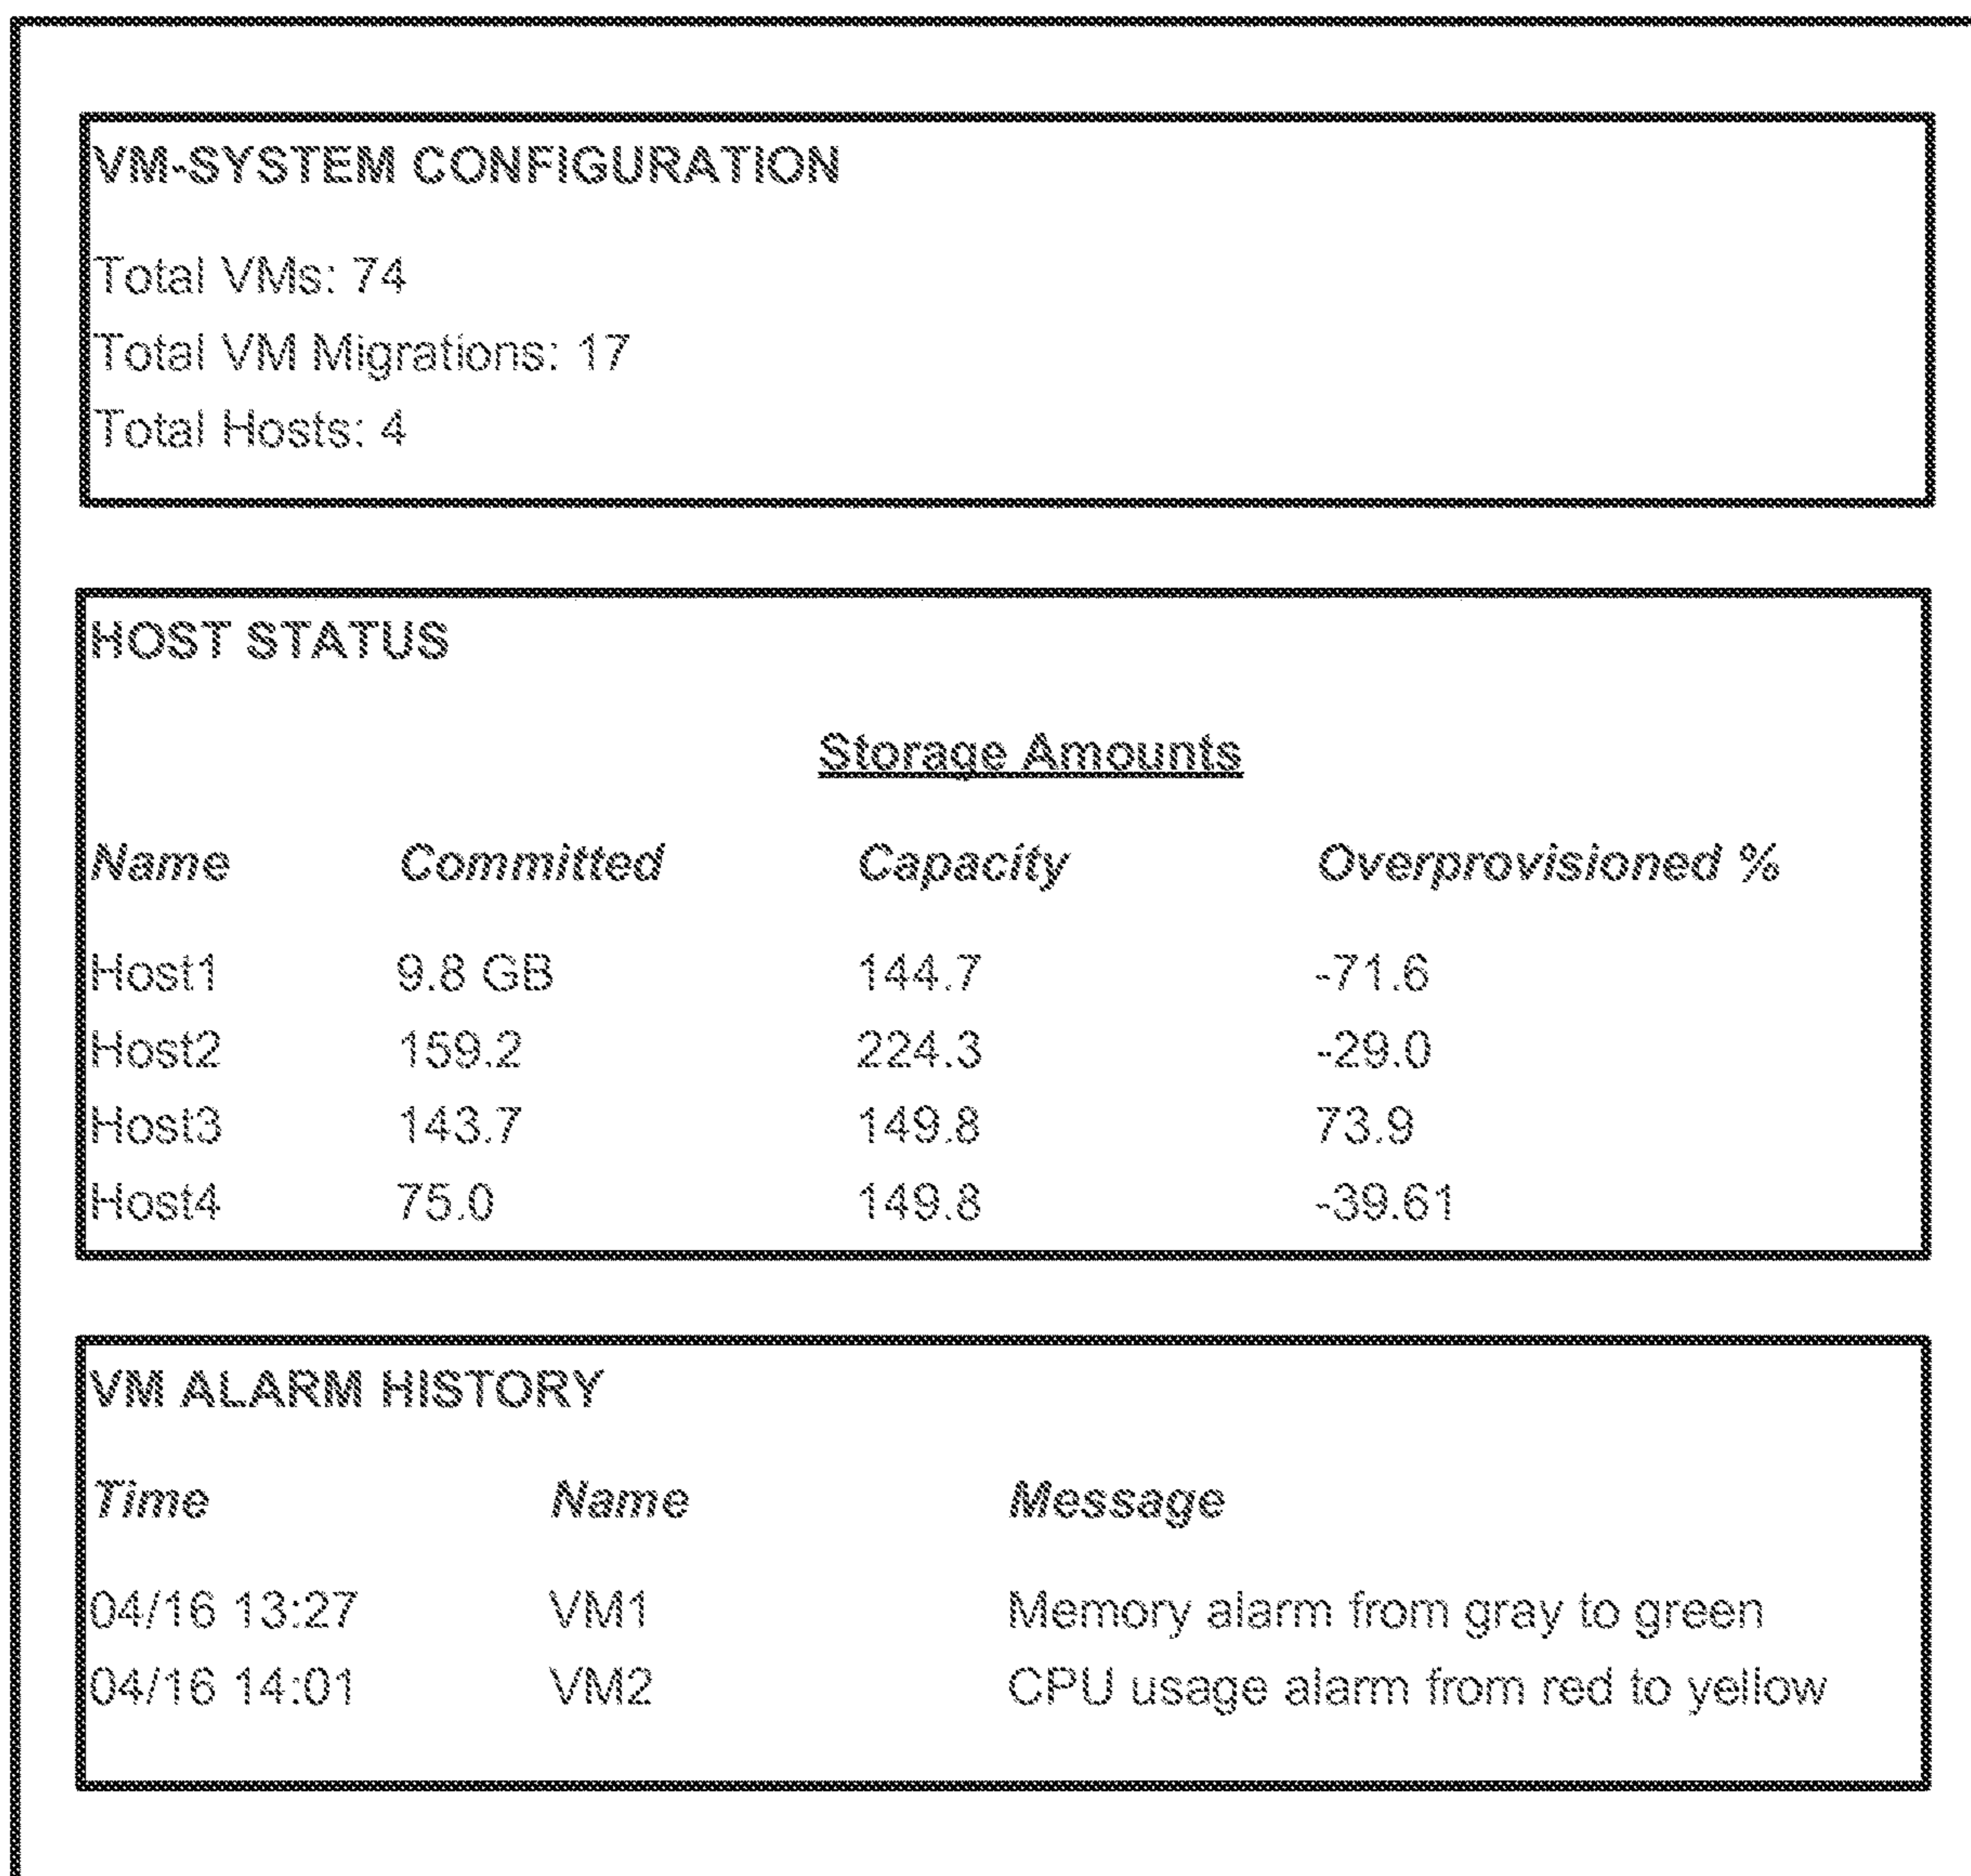 VM-SYSTEM CONFIGURATION
Total VMs: 74
Total VM Migrations: 17
Total Hosts: 4
HOST STATUS
Storage Amounts
Name Committed Capacity Overprovisioned %
Host1 9.8 GB 144.7 -71.6
Host2 159.2 224.3 -29.0
Host3 143.7 149.8 73.9
Host4 75.0 149.8 -39.61
VM ALARM HISTORY
Time Name Message
04/16 13:27 VM1 Memory alarm from gray to green
04/16 14:01 VM2 CPU usage alarm from red to yellow